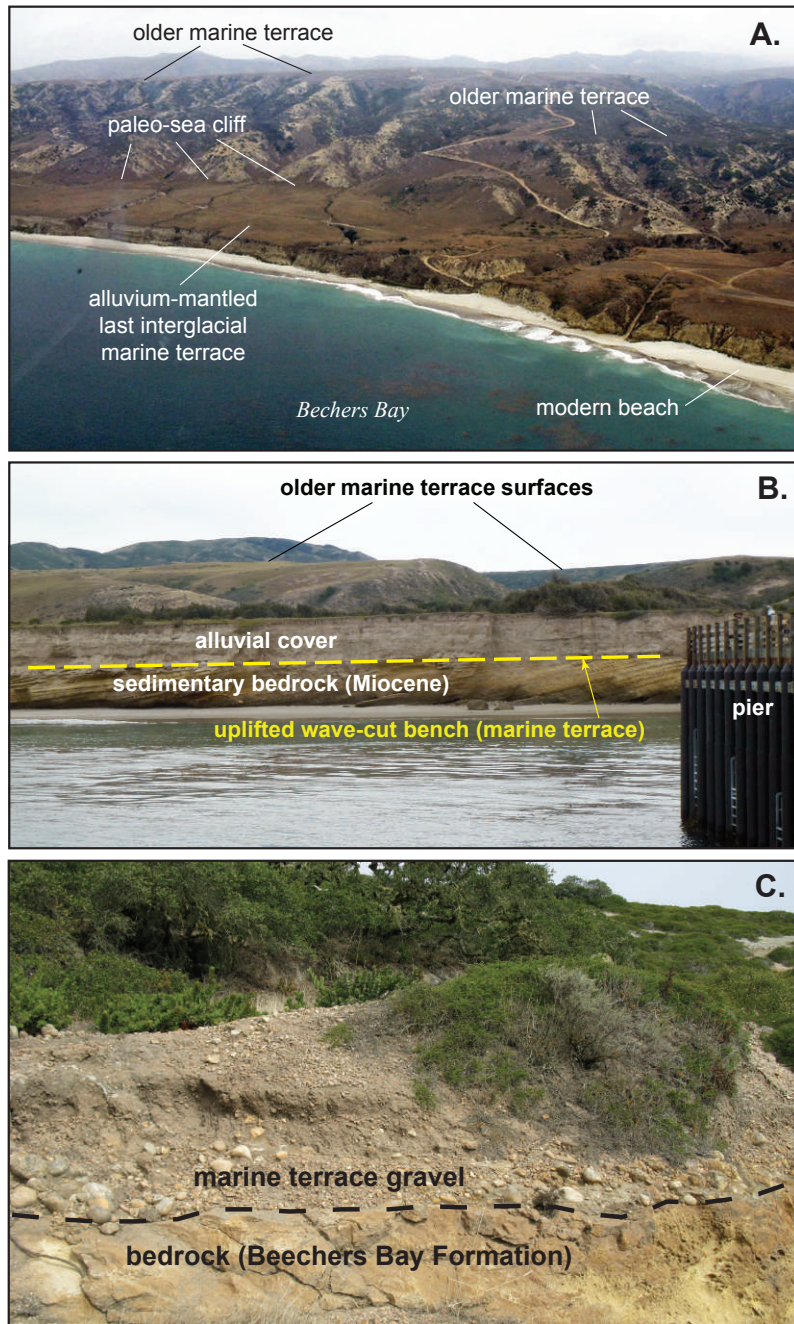 A.
older marine terrace
older marine terrace
paleo-sea cliff
alluvium-mantled
last interglacial
marine terrace
Bechers Bay
modern beach
B.
older marine terrace surfaces
alluvial cover
sedimentary bedrock (Miocene)
pier
uplifted wave-cut bench (marine terrace)
C.
marine terrace gravel
bedrock (Beechers Bay Formation)